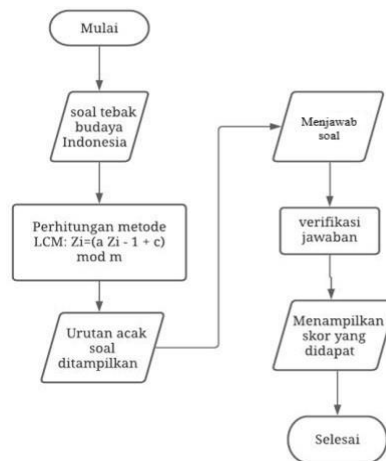 Mulai
soal tebak
budaya
Indonesia
Perhitungan metode
LCM: Zi=(a Zi - 1 + c)
mod m
Urutan acak
soal
ditampilkan
Menjawab
soal
verifikasi
jawaban
Menampilkan
skor yang
didapat
Selesai